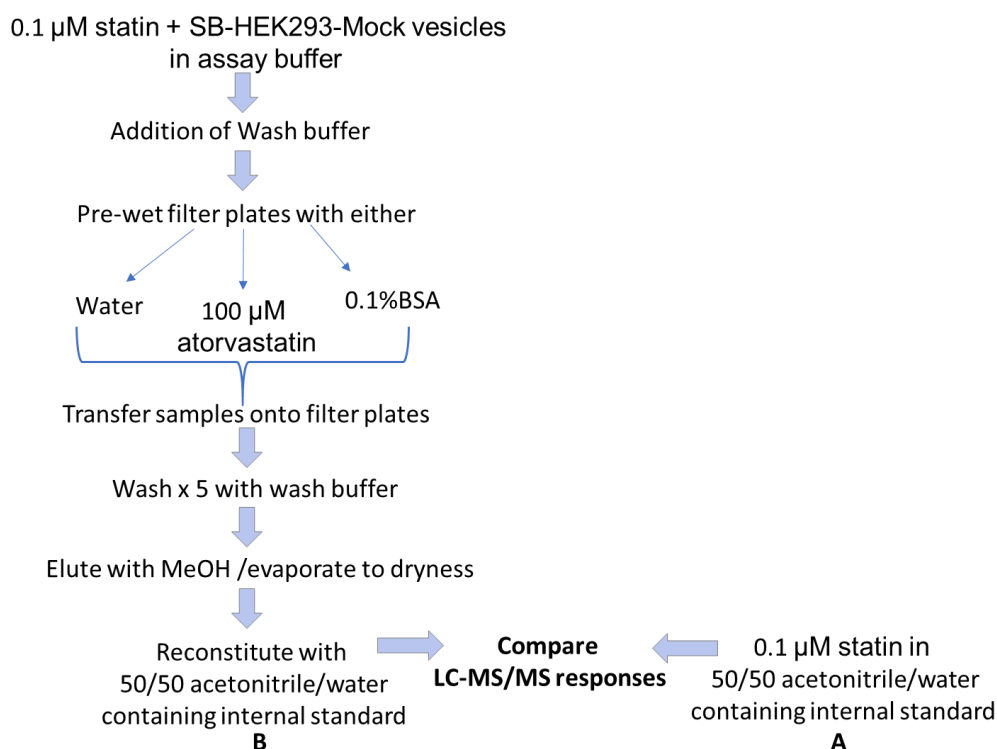 0.1 µM statin + SB-HEK293-Mock vesicles
in assay buffer
Addition of Wash buffer
Pre-wet filter plates with either
Water
100 µM
atorvastatin
0.1%BSA
Transfer samples onto filter plates
Wash x 5 with wash buffer
Elute with MeOH /evaporate to dryness
Reconstitute with
50/50 acetonitrile/water
containing internal standard
B
Compare
LC-MS/MS responses
0.1 µM statin in
50/50 acetonitrile/water
containing internal standard
A